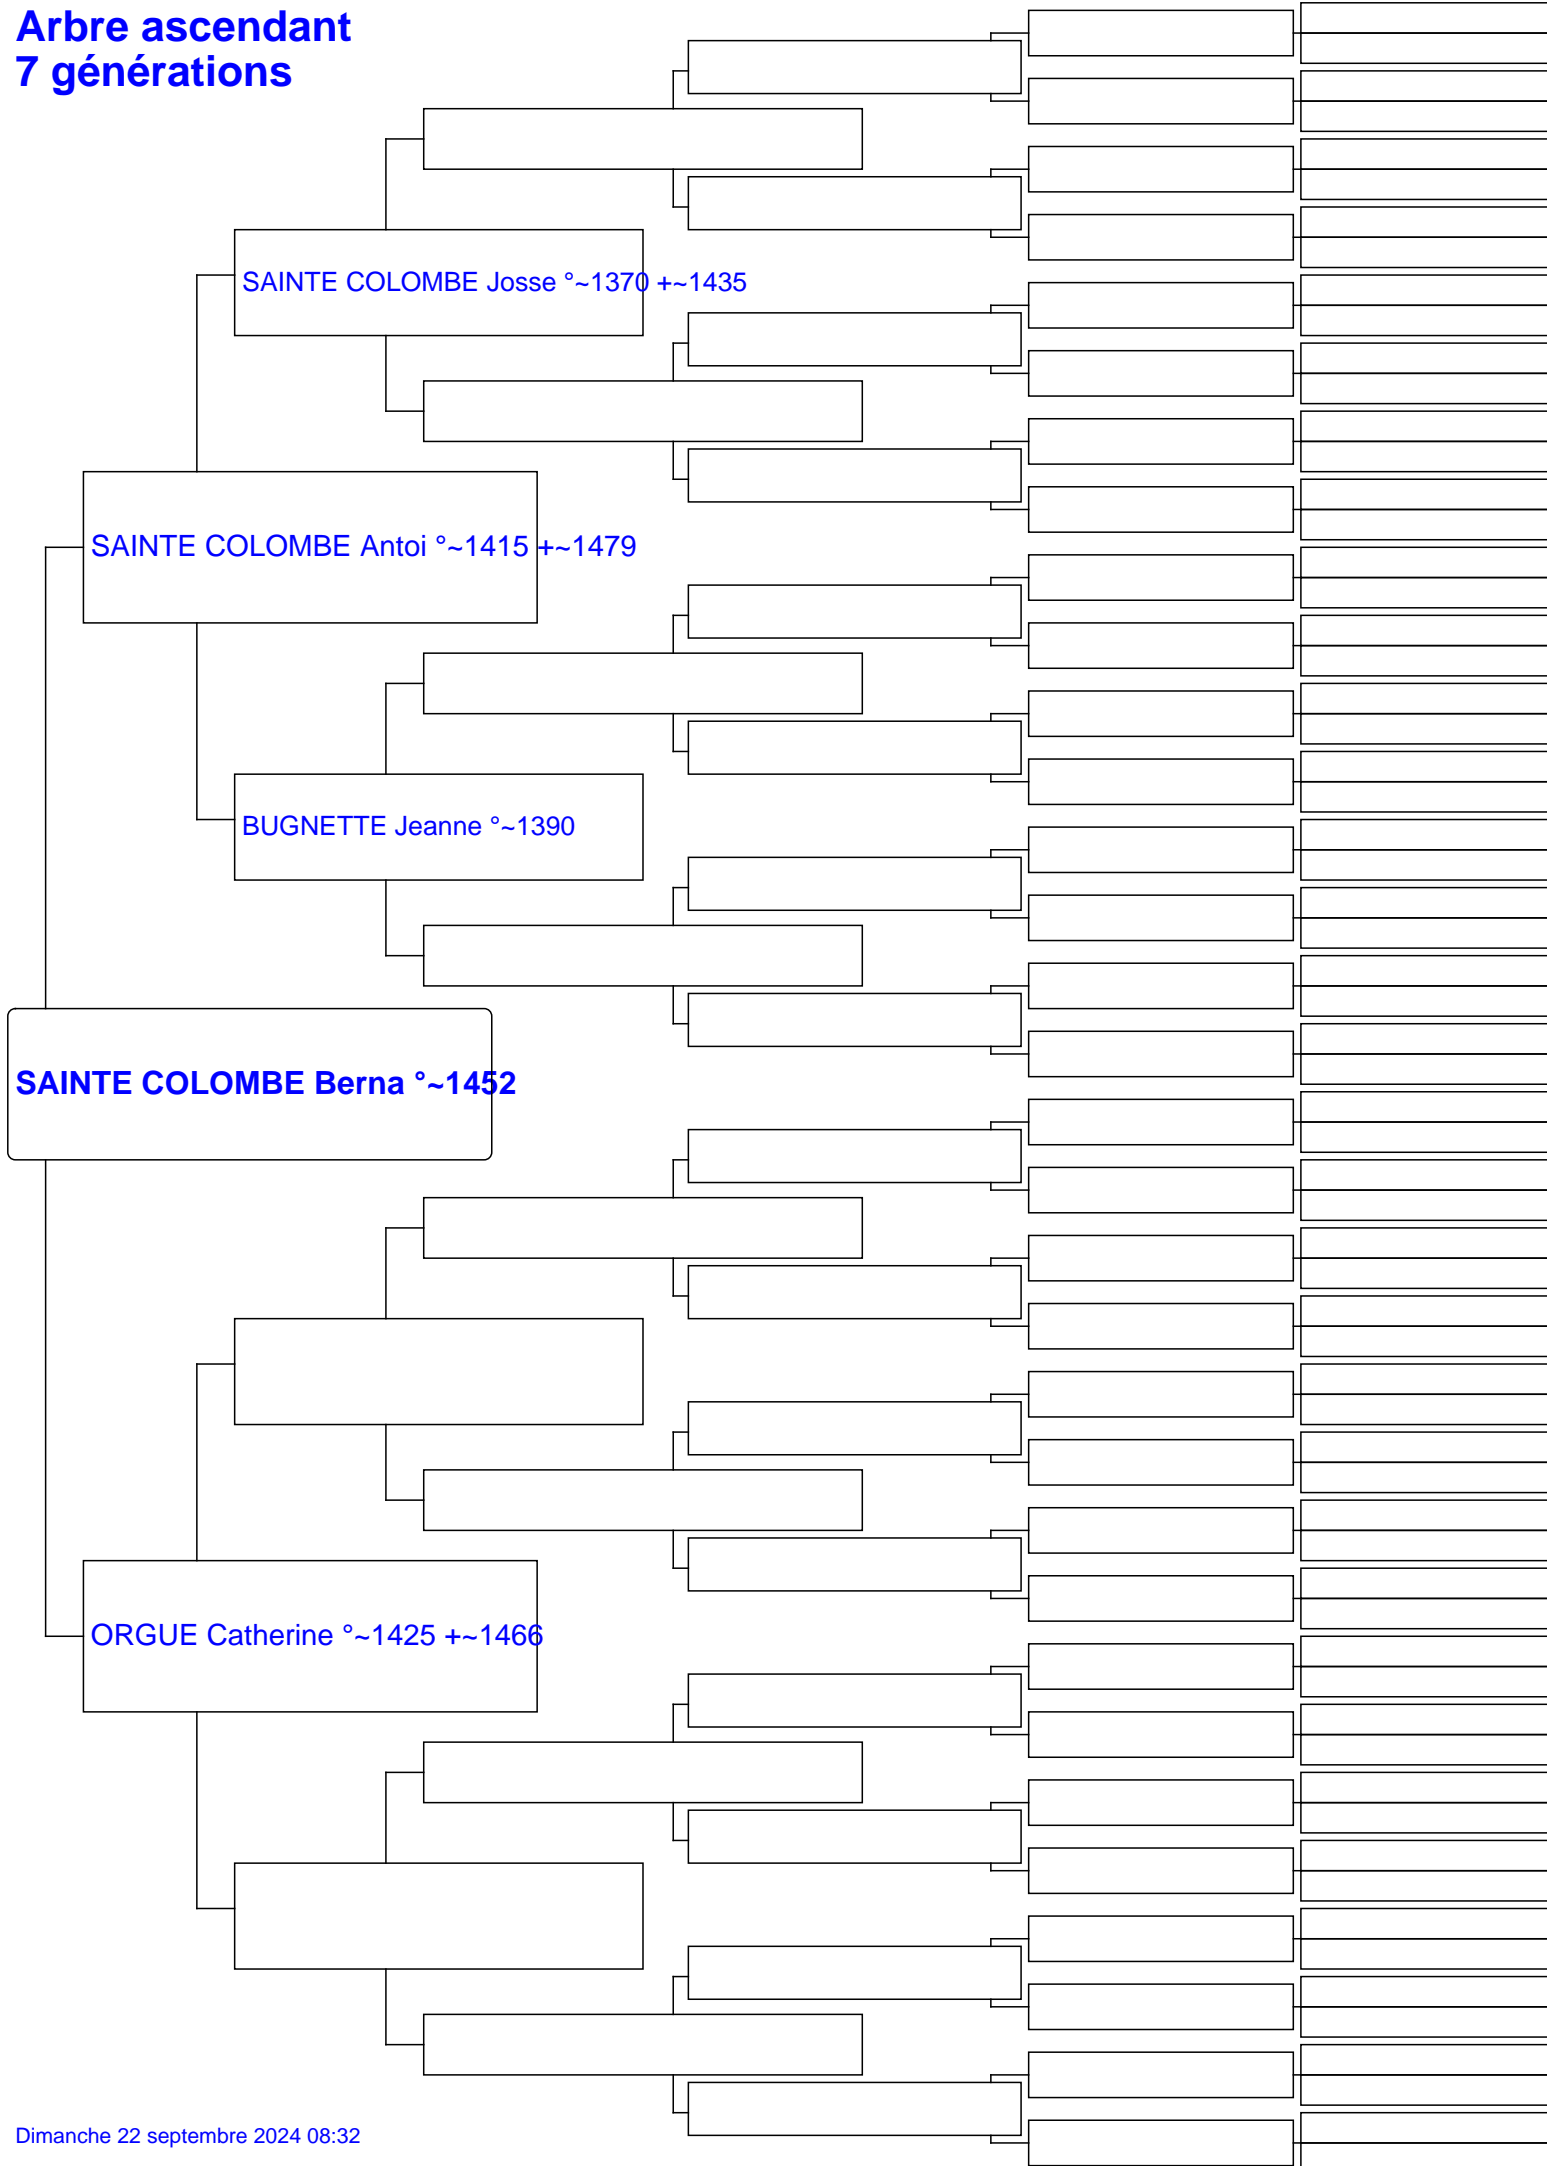 Arbre ascendant
7 générations
SAINTE COLOMBE Josse °~1370 +~1435
SAINTE COLOMBE Antoi °~1415 +~1479
BUGNETTE Jeanne °~1390
SAINTE COLOMBE Berna °~1452
ORGUE Catherine °~1425 +~1466
Dimanche 22 septembre 2024 08:32